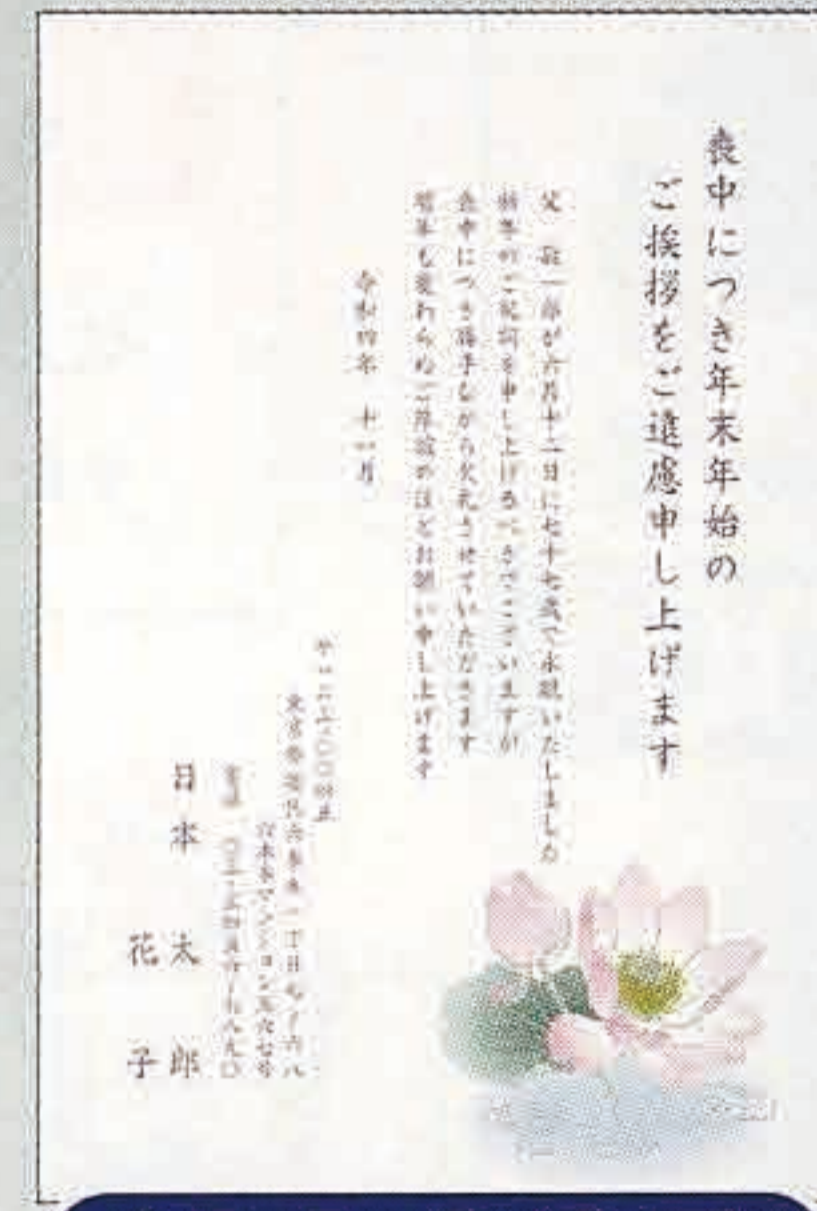 喪中につき年末年始の
ご挨拶をご遠慮申し上げます
父 一郎が六月十二日に七十七歳で永眠いたしました
新年のご祝詞を申し上げるべきでございますが
喪中につき勝手ながら欠礼させていただきます
明年も変わらぬご厚誼のほどお願い申し上げます
令和四年 十一月
日本 太郎
花子